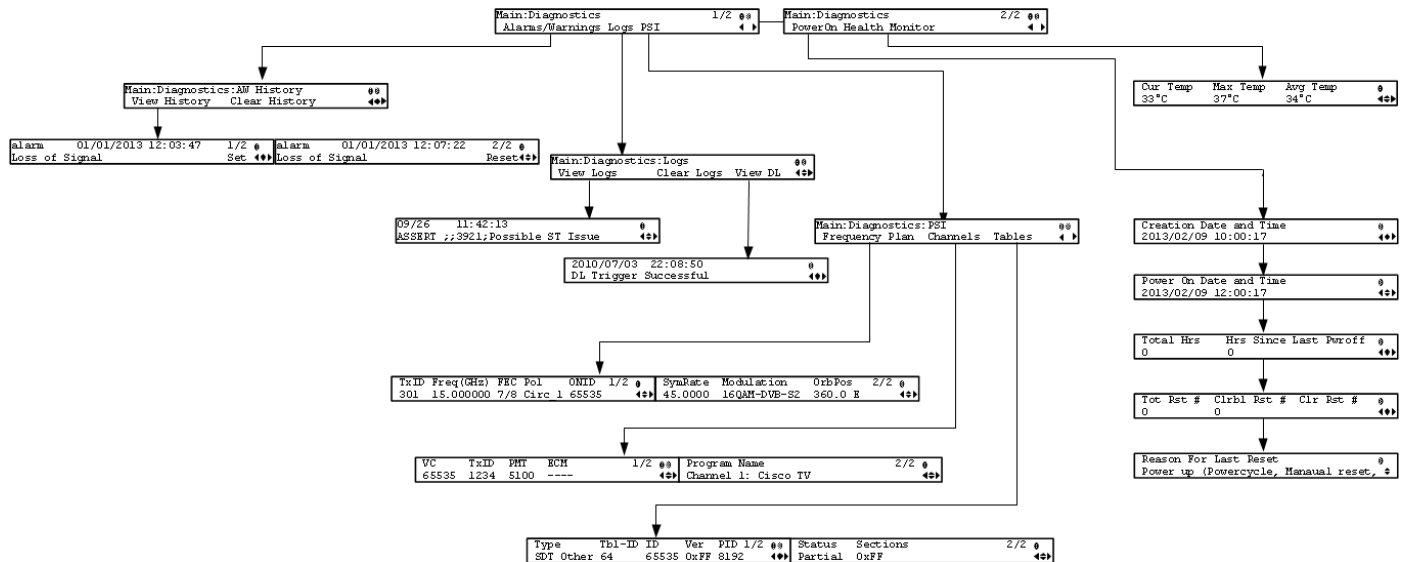 Main:Diagnostics 1/2
Alarms/Warnings Logs PSI
Main:Diagnostics 2/2
PowerOn Health Monitor
Main:Diagnostics:AW History
View History Clear History
Cur Temp Max Temp Avg Temp
33°C 37°C 34°C
alarm 01/01/2013 12:03:47 1/2
Loss of Signal Set
alarm 01/01/2013 12:07:22 2/2
Loss of Signal Reset
Main:Diagnostics:Logs
View Logs Clear Logs View DL
09/26 11:42:13
ASSERT ;;3921;Possible ST Issue
Main:Diagnostics:PSI
Frequency Plan Channels Tables
Creation Date and Time
2013/02/09 10:00:17
2010/07/03 22:08:50
DL Trigger Successful
Power On Date and Time
2013/02/09 12:00:17
Total Hrs Hrs Since Last Pwroff
0 0
TxID Freq(GHz) FEC Pol ONID 1/2
301 15.000000 7/8 Circ_l 65535
SymRate Modulation OrbPos 2/2
45.0000 16QAM-DVB-S2 360.0 E
Tot Rst # Clrbl Rst # Clr Rst #
0 0
VC TxID PMT ECM 1/2
65535 1234 5100 ----
Program Name 2/2
Channel 1: Cisco TV
Reason For Last Reset
Power up (Powercycle, Manaual reset,
Type Tbl-ID ID Ver PID 1/2
SDT Other 64 65535 0xFF 8192
Status Sections 2/2
Partial 0xFF